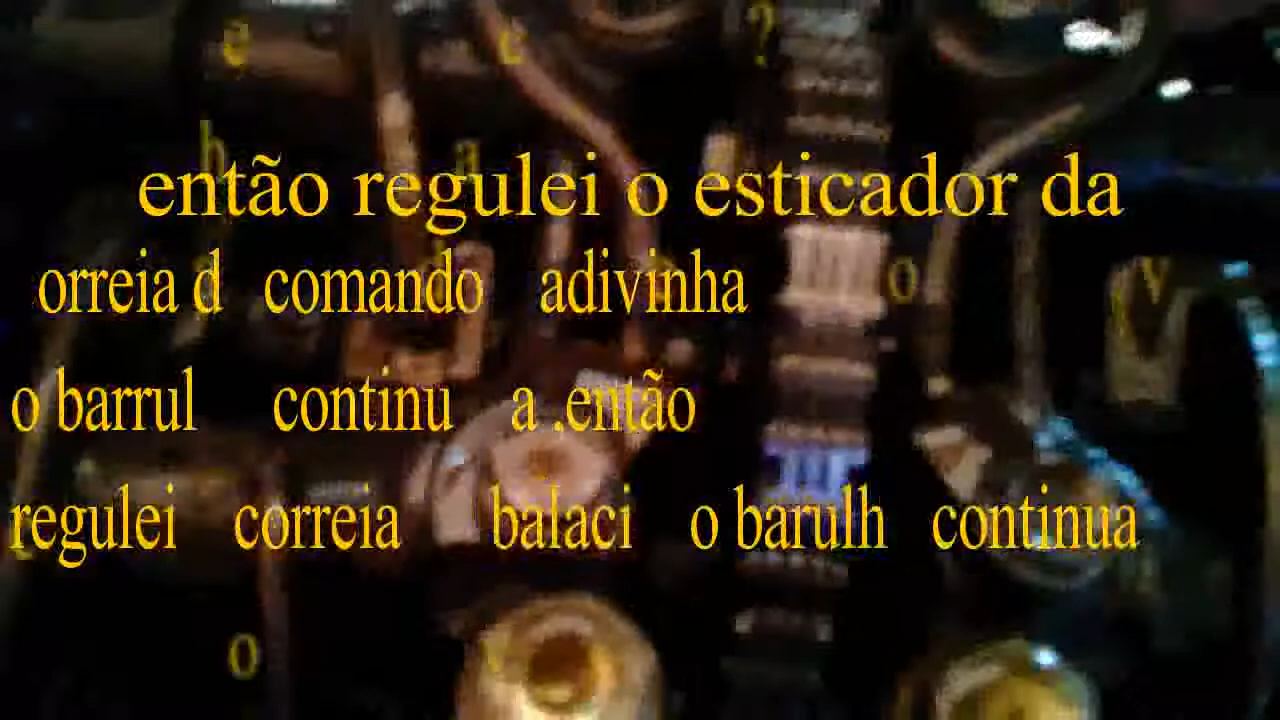 então regulei o esticador da
orreia d comando adivinha
o barrul continu a .então
regulei correia balaci o barulh continua